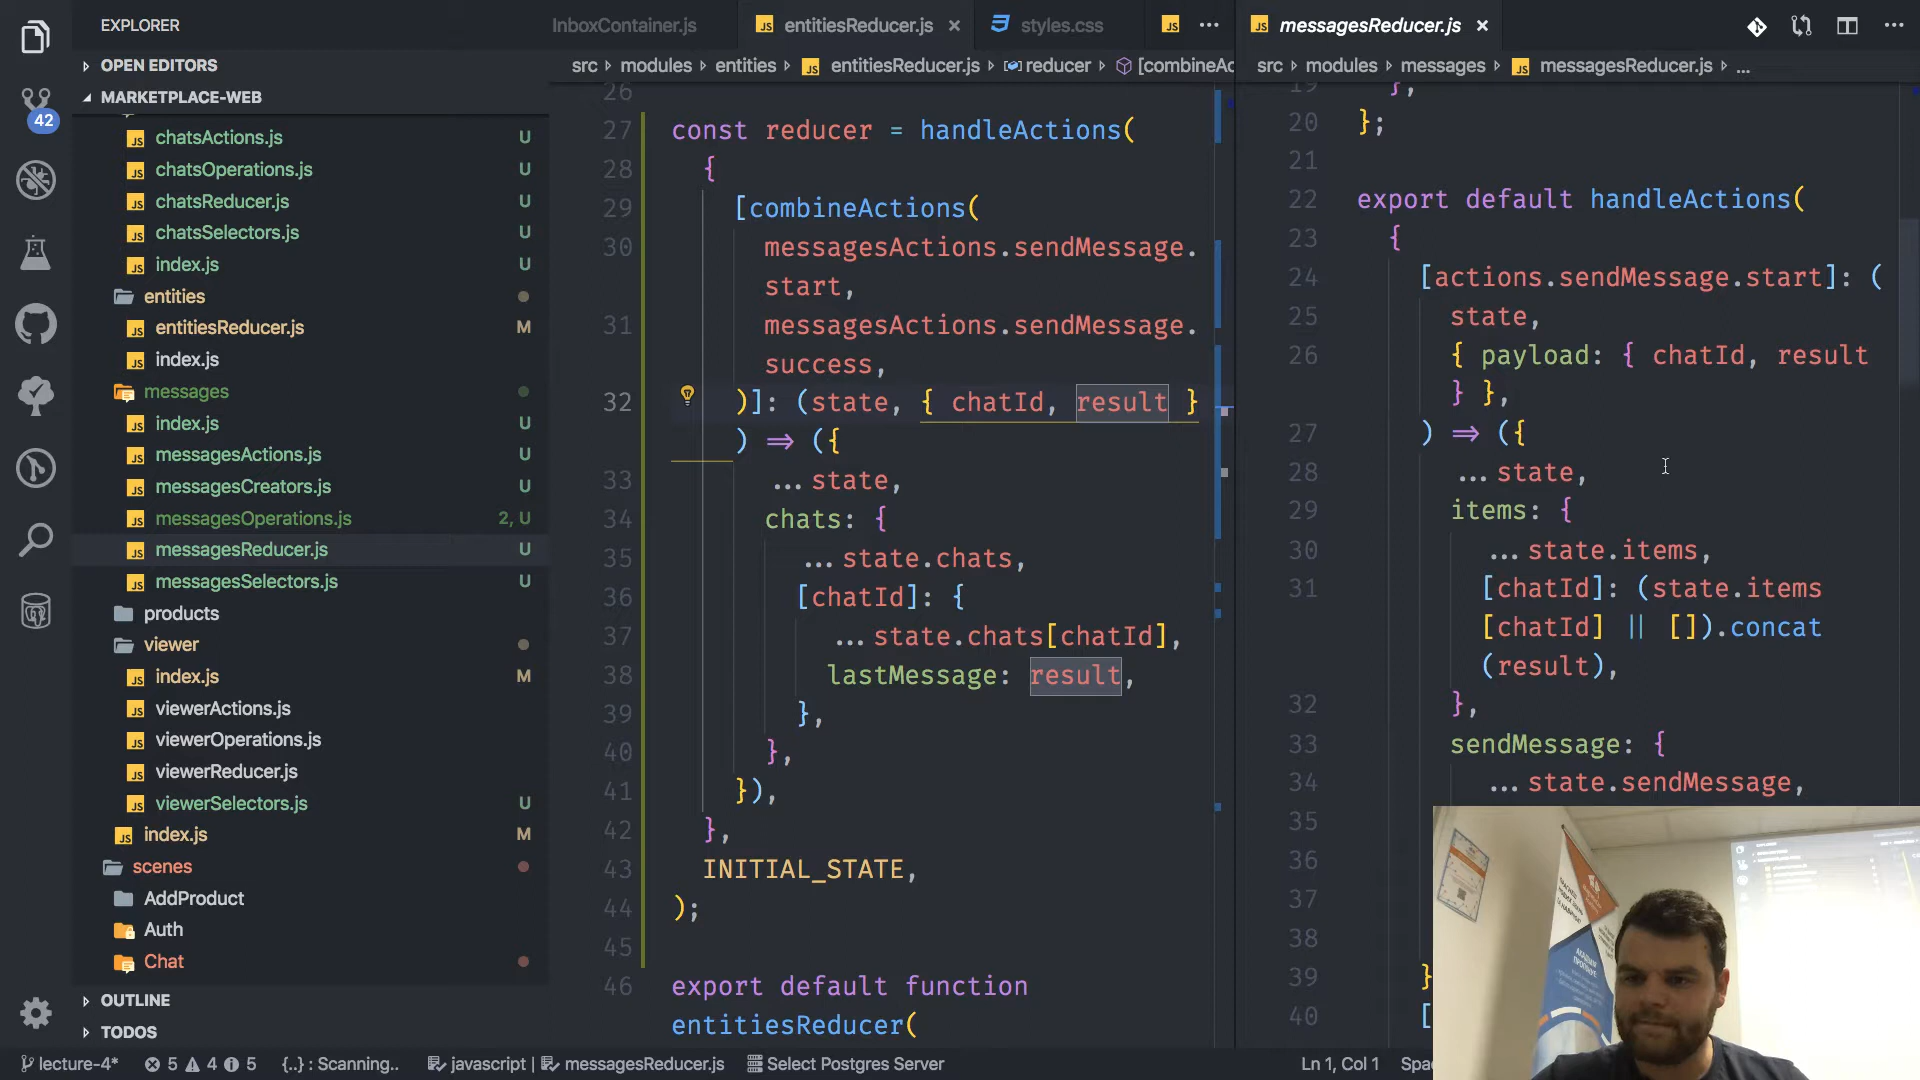 EXPLORER
InboxContainer.js
entitiesReducer.js
styles.css
JS
messagesReducer.js
OPEN EDITORS
src › modules › entities › entitiesReducer.js › reducer › [combineAc
src › modules › messages › messagesReducer.js › ...
MARKETPLACE-WEB
42
chatsActions.js U
chatsOperations.js U
chatsReducer.js U
chatsSelectors.js U
index.js U
entities
entitiesReducer.js M
index.js
messages
index.js U
messagesActions.js U
messagesCreators.js U
messagesOperations.js 2, U
messagesReducer.js U
messagesSelectors.js U
products
viewer
index.js M
viewerActions.js
viewerOperations.js
viewerReducer.js
viewerSelectors.js U
index.js M
scenes
AddProduct
Auth
Chat
OUTLINE
TODOS
26
27 const reducer = handleActions(
28 {
29 [combineActions(
30 messagesActions.sendMessage.
start,
31 messagesActions.sendMessage.
success,
32 )]: (state, { chatId, result }
) => ({
33 ...state,
34 chats: {
35 ...state.chats,
36 [chatId]: {
37 ...state.chats[chatId],
38 lastMessage: result,
39 },
40 },
41 }),
42 },
43 INITIAL_STATE,
44 );
45
46 export default function
entitiesReducer(
19 },
20 };
21
22 export default handleActions(
23 {
24 [actions.sendMessage.start]: (
25 state,
26 { payload: { chatId, result
} },
27 ) => ({
28 ...state,
29 items: {
30 ...state.items,
31 [chatId]: (state.items
[chatId] || []).concat
(result),
32 },
33 sendMessage: {
34 ...state.sendMessage,
35
36
37
38
39 }
40 [
lecture-4* 5 4 5 {..} : Scanning.. javascript | messagesReducer.js Select Postgres Server Ln 1, Col 1 Spac